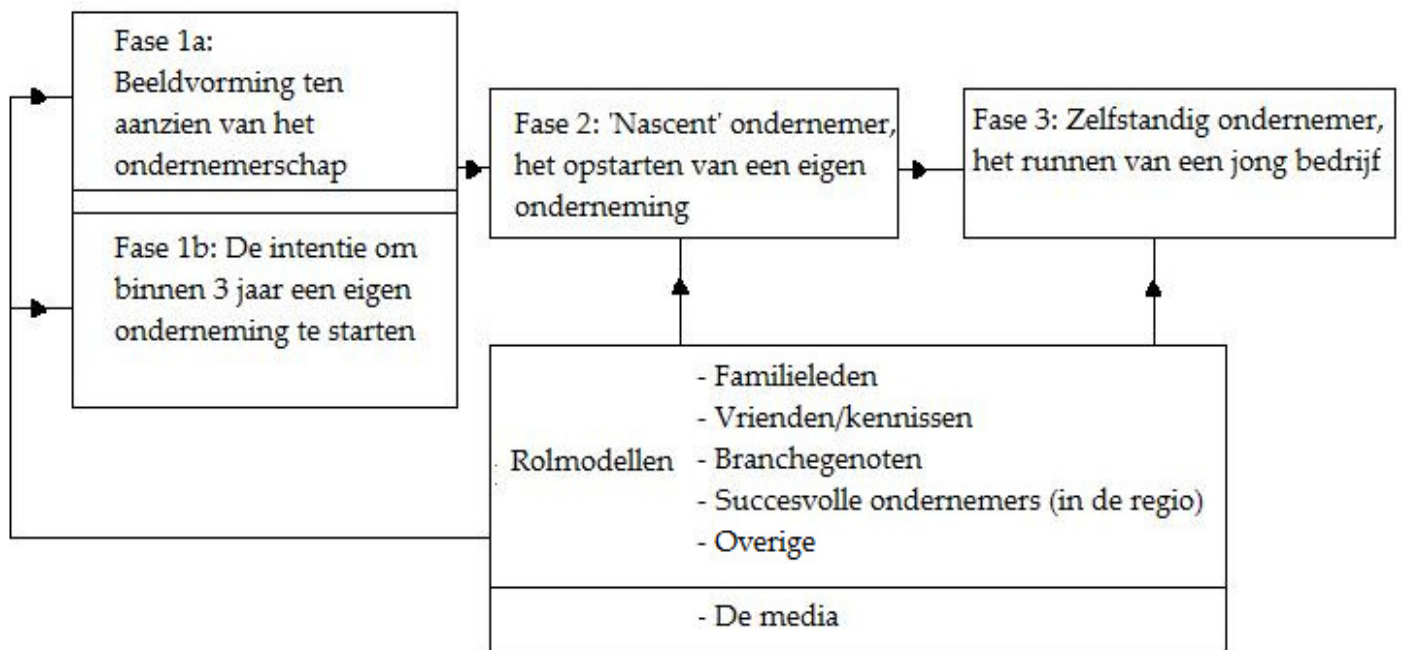 Fase 1a:
Beeldvorming ten
aanzien van het
ondernemerschap
Fase 1b: De intentie om
binnen 3 jaar een eigen
onderneming te starten
Fase 2: 'Nascent' ondernemer,
het opstarten van een eigen
onderneming
Fase 3: Zelfstandig ondernemer,
het runnen van een jong bedrijf
Rolmodellen
- Familieleden
- Vrienden/kennissen
- Branchegenoten
- Succesvolle ondernemers (in de regio)
- Overige
- De media